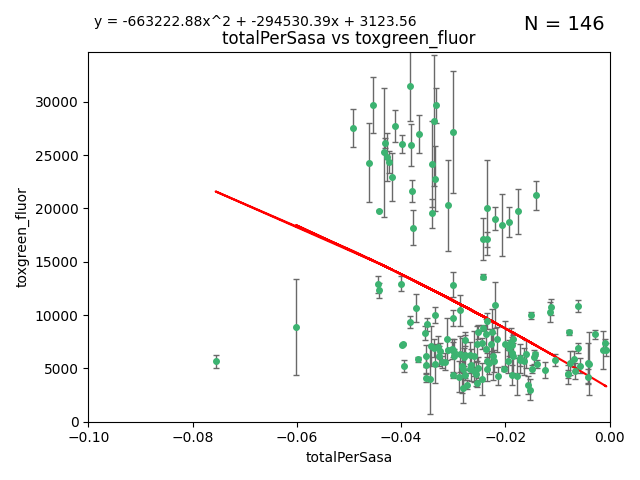 y = -663222.88x^2 + -294530.39x + 3123.56
N = 146
totalPerSasa vs toxgreen_fluor
toxgreen_fluor
30000
25000
20000
15000
10000
5000
0
−0.10
−0.08
−0.06
−0.04
−0.02
0.00
totalPerSasa